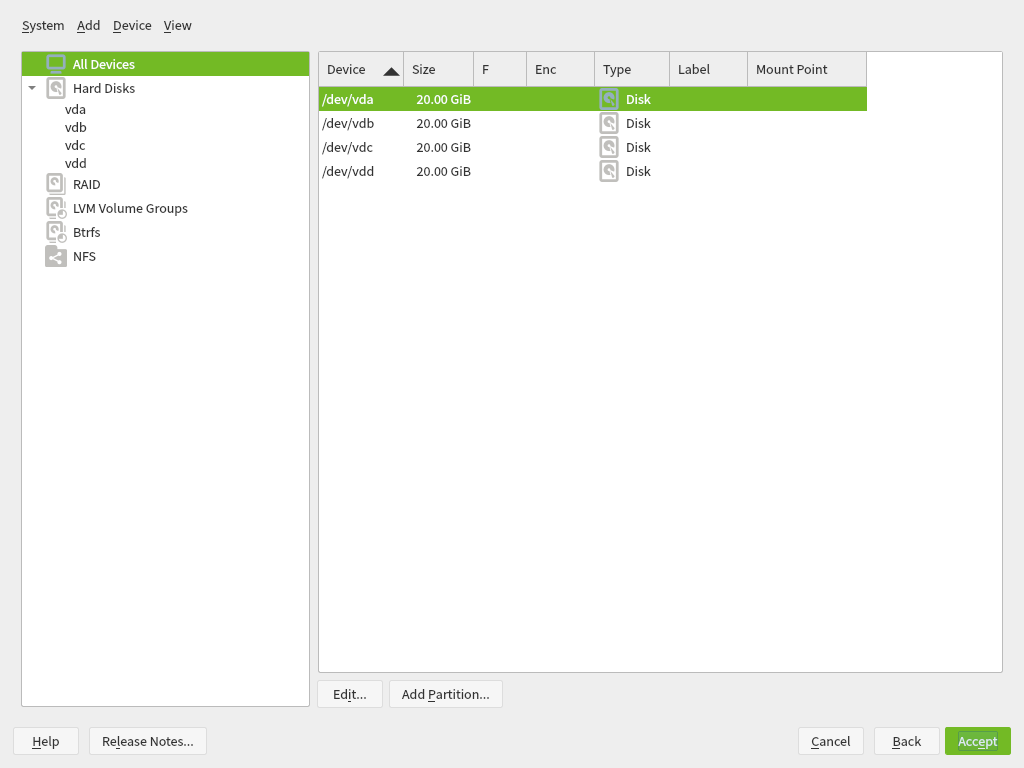 System Add Device View
All Devices
Hard Disks
vda
vdb
vdc
vdd
RAID
LVM Volume Groups
Btrfs
NFS
Device Size F Enc Type Label Mount Point
/dev/vda 20.00 GiB Disk
/dev/vdb 20.00 GiB Disk
/dev/vdc 20.00 GiB Disk
/dev/vdd 20.00 GiB Disk
Edit... Add Partition...
Help Release Notes... Cancel Back Accept